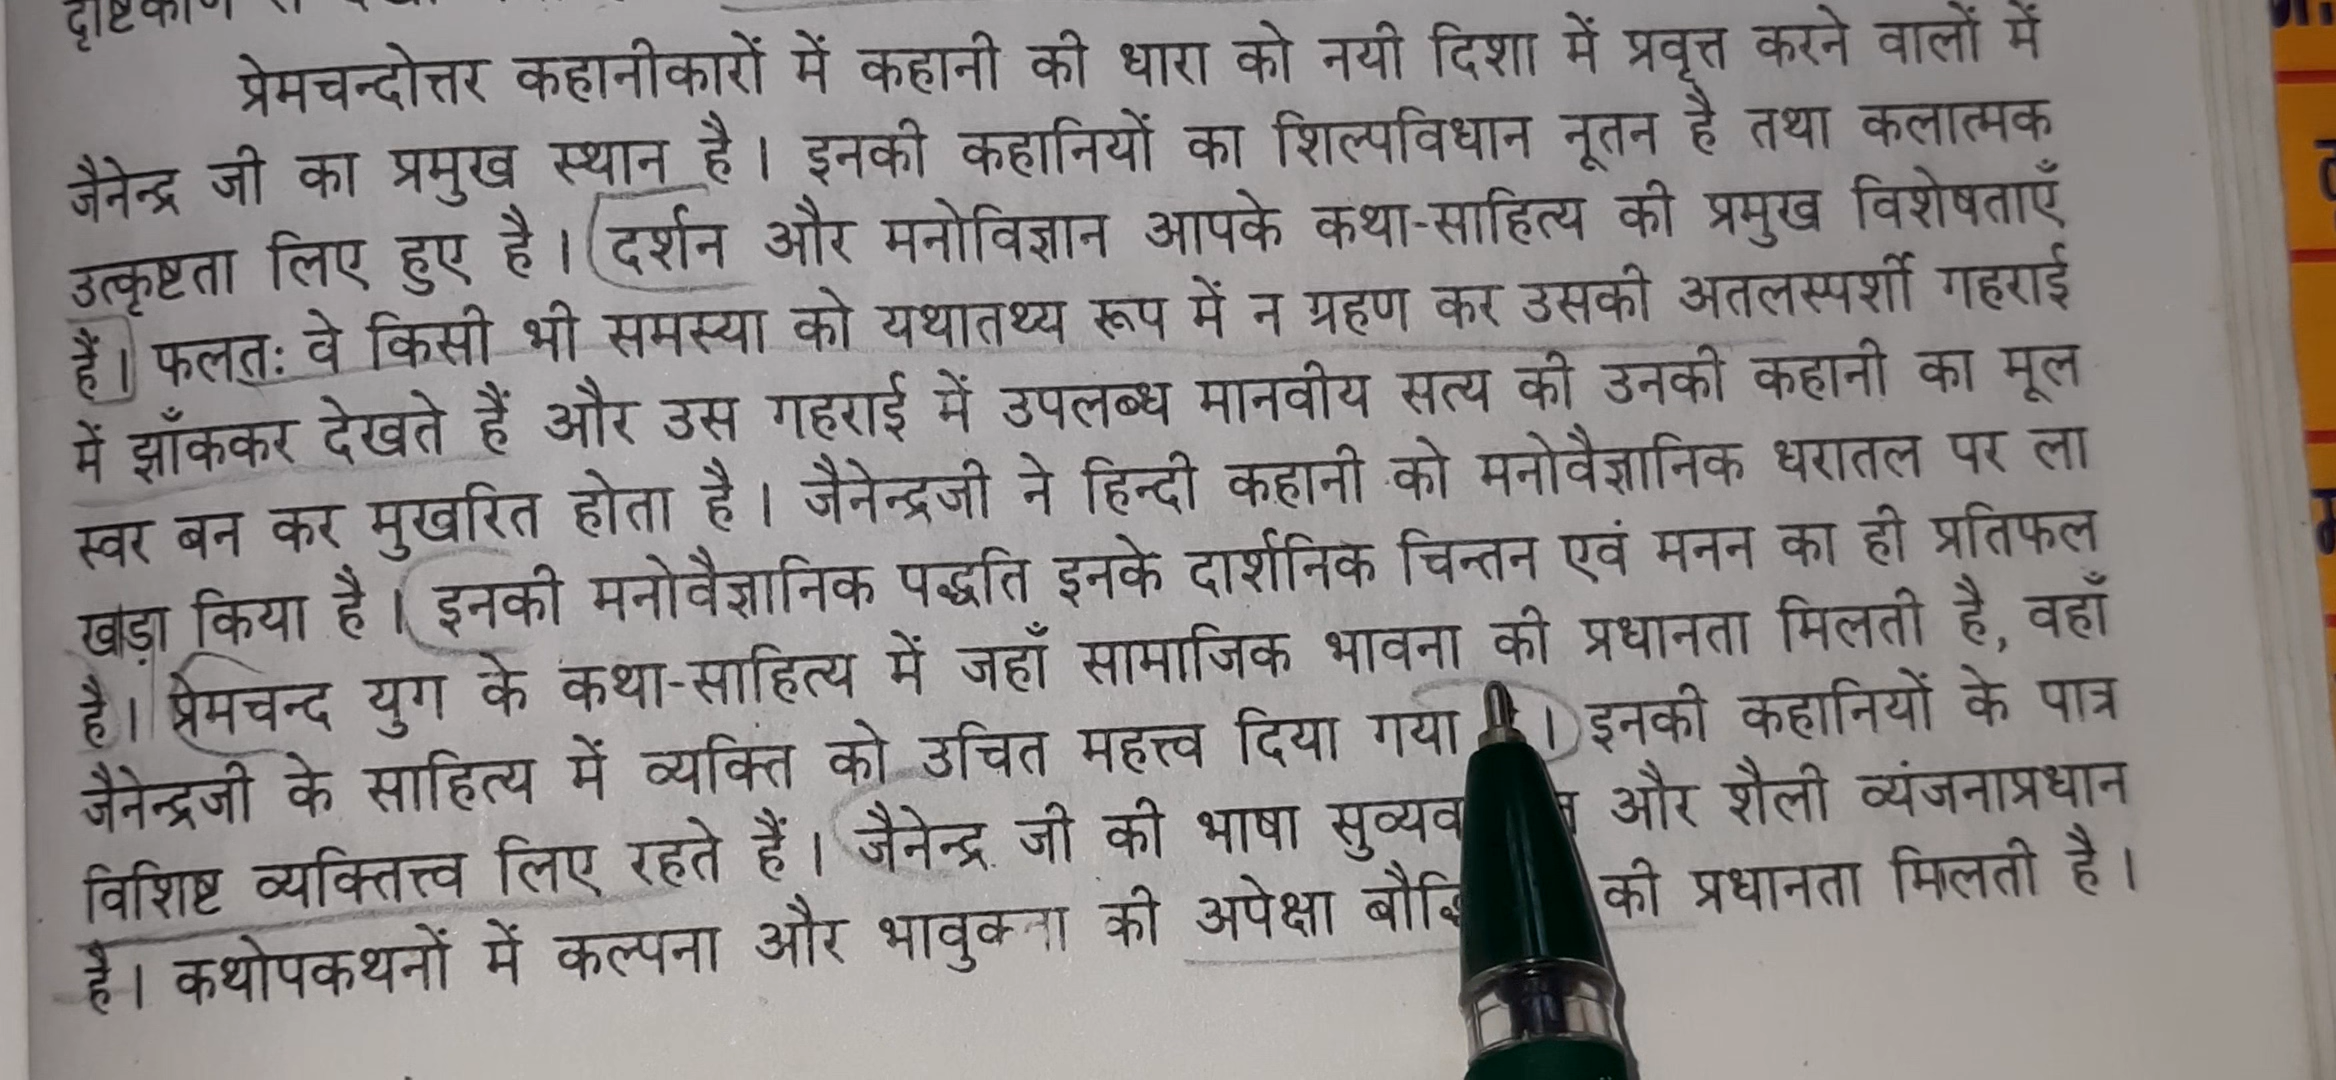 प्रेमचन्दोत्तर कहानीकारों में कहानी की धारा को नयी दिशा में प्रवृत्त करने वालों में
जैनेन्द्र जी का प्रमुख स्थान है। इनकी कहानियों का शिल्पविधान नूतन है तथा कलात्मक
उत्कृष्टता लिए हुए है। दर्शन और मनोविज्ञान आपके कथा-साहित्य की प्रमुख विशेषताएँ
हैं। फलत: वे किसी भी समस्या को यथातथ्य रूप में न ग्रहण कर उसकी अतलस्पर्शी गहराई
में झाँककर देखते हैं और उस गहराई में उपलब्ध मानवीय सत्य की उनकी कहानी का मूल
स्वर बन कर मुखरित होता है। जैनेन्द्रजी ने हिन्दी कहानी को मनोवैज्ञानिक धरातल पर ला
खड़ा किया है। इनकी मनोवैज्ञानिक पद्धति इनके दार्शनिक चिन्तन एवं मनन का ही प्रतिफल
है। प्रेमचन्द युग के कथा-साहित्य में जहाँ सामाजिक भावना की प्रधानता मिलती है, वहाँ
जैनेन्द्रजी के साहित्य में व्यक्ति को उचित महत्त्व दिया गया । इनकी कहानियों के पात्र
विशिष्ट व्यक्तित्त्व लिए रहते हैं। जैनेन्द्र जी की भाषा और शैली व्यंजनाप्रधान
है। कथोपकथनों में कल्पना और भावुकता की अपेक्षा की प्रधानता मिलती है।